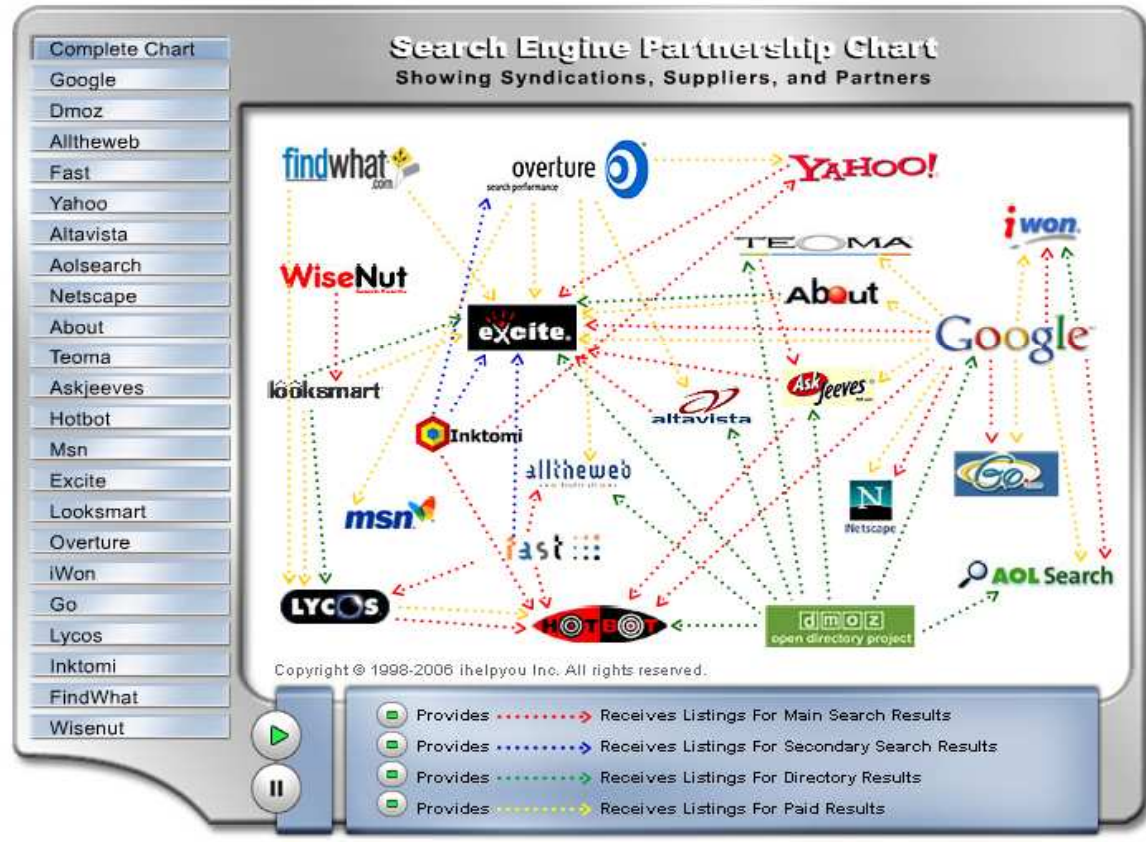 Complete Chart
Google
Dmoz
Alltheweb
Fast
Yahoo
Altavista
Aolsearch
Netscape
About
Teoma
Askjeeves
Hotbot
Msn
Excite
Looksmart
Overture
iWon
Go
Lycos
Inktomi
FindWhat
Wisenut
Search Engine Partnership Chart
Showing Syndications, Suppliers, and Partners
findwhat
.com
overture
search performance
YAHOO!
iwon.
TEOMA
WiseNut
About
excite.
Google
looksmart
Ask Jeeves
altavista
Inktomi
alltheweb
Go
msn
N
Netscape
fast
AOL Search
LYCOS
HOTBOT
dmoz
open directory project
Copyright © 1998-2006 ihelpyou Inc. All rights reserved.
Provides Receives Listings For Main Search Results
Provides Receives Listings For Secondary Search Results
Provides Receives Listings For Directory Results
Provides Receives Listings For Paid Results